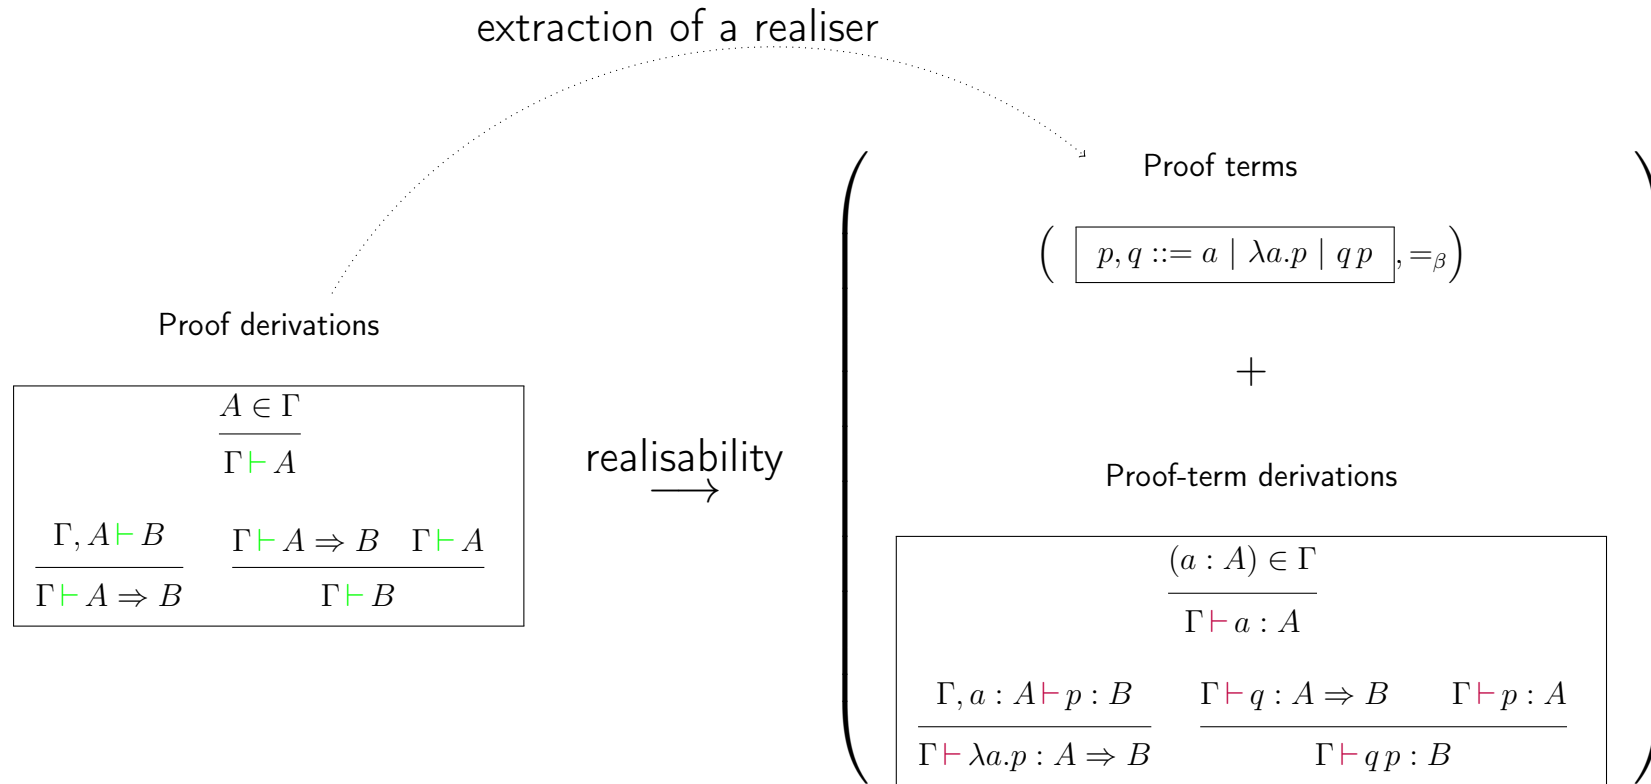 extraction of a realiser
Proof derivations
A ∈ Γ
Γ ⊢ A
Γ, A ⊢ B
Γ ⊢ A ⇒ B
Γ ⊢ A ⇒ B Γ ⊢ A
Γ ⊢ B
realisability
⟶
Proof terms
( p, q ::= a | λa.p | q p , =β )
+
Proof-term derivations
(a : A) ∈ Γ
Γ ⊢ a : A
Γ, a : A ⊢ p : B
Γ ⊢ λa.p : A ⇒ B
Γ ⊢ q : A ⇒ B Γ ⊢ p : A
Γ ⊢ q p : B